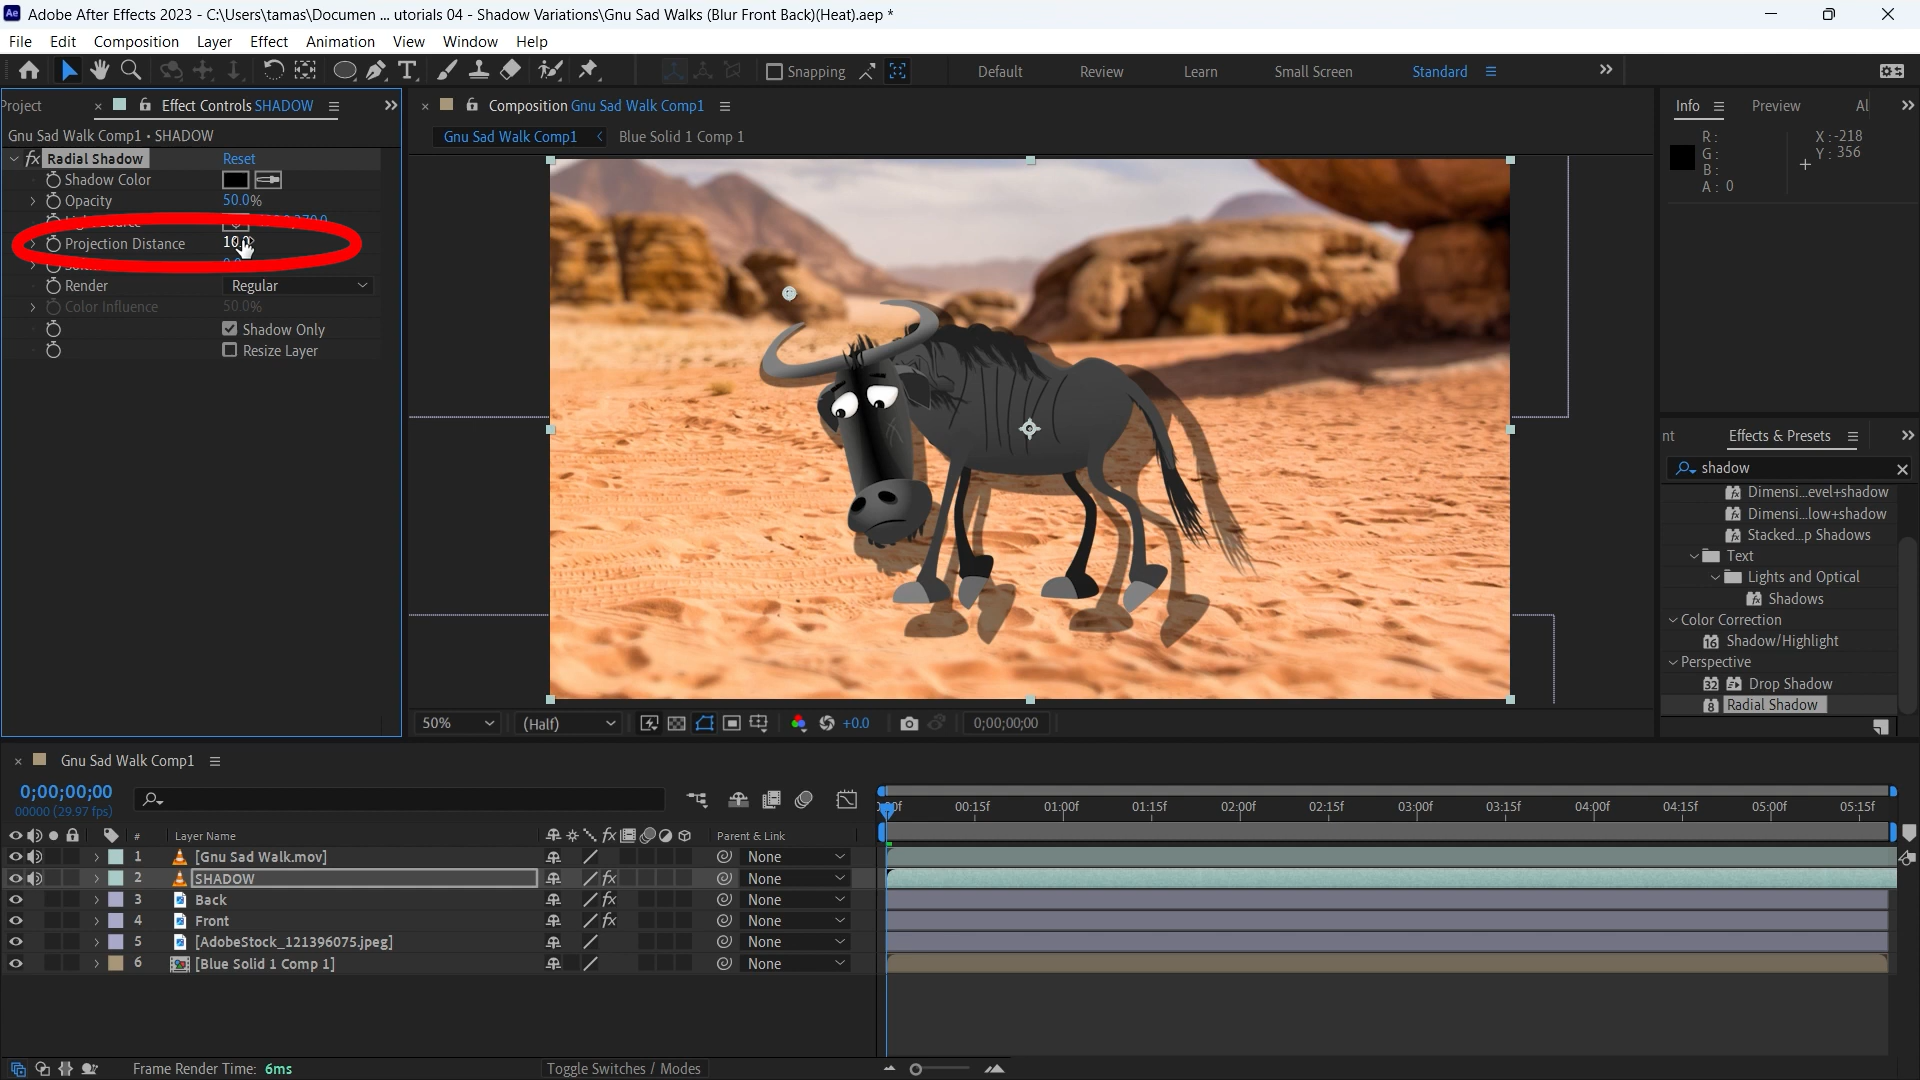 Adobe After Effects 2023 - C:\Users\tamas\Documen ... utorials 04 - Shadow Variations\Gnu Sad Walks (Blur Front Back)(Heat).aep *
File Edit Composition Layer Effect Animation View Window Help
Snapping Default Review Learn Small Screen Standard
Project Effect Controls SHADOW Composition Gnu Sad Walk Comp1 Info Preview Al
Gnu Sad Walk Comp1 • SHADOW Gnu Sad Walk Comp1 Blue Solid 1 Comp 1
R: X: -218
G: Y: 356
B:
A: 0
fx Radial Shadow Reset
Shadow Color
Opacity 50.0%
Projection Distance 10.0
Render Regular
Color Influence 50.0%
Shadow Only
Resize Layer
nt Effects & Presets
shadow
Dimensi...evel+shadow
Dimensi...low+shadow
Stacked...p Shadows
Text
Lights and Optical
Shadows
Color Correction
Shadow/Highlight
Perspective
Drop Shadow
Radial Shadow
50% (Half) +0.0 0;00;00;00
Gnu Sad Walk Comp1
0;00;00;00
00000 (29.97 fps)
00:15f 01:00f 01:15f 02:00f 02:15f 03:00f 03:15f 04:00f 04:15f 05:00f 05:15f
# Layer Name Parent & Link
1 [Gnu Sad Walk.mov] None
2 SHADOW fx None
3 Back fx None
4 Front fx None
5 [AdobeStock_121396075.jpeg] None
6 [Blue Solid 1 Comp 1] None
Frame Render Time: 6ms Toggle Switches / Modes